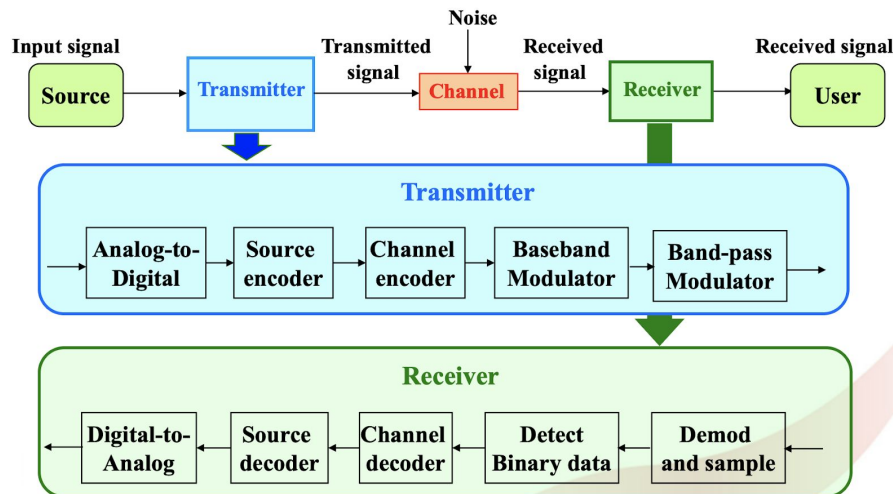 Noise
Input signal
Transmitted
signal
Received
signal
Received signal
Source
Transmitter
Channel
Receiver
User
Transmitter
Analog-to-
Digital
Source
encoder
Channel
encoder
Baseband
Modulator
Band-pass
Modulator
Receiver
Digital-to-
Analog
Source
decoder
Channel
decoder
Detect
Binary data
Demod
and sample